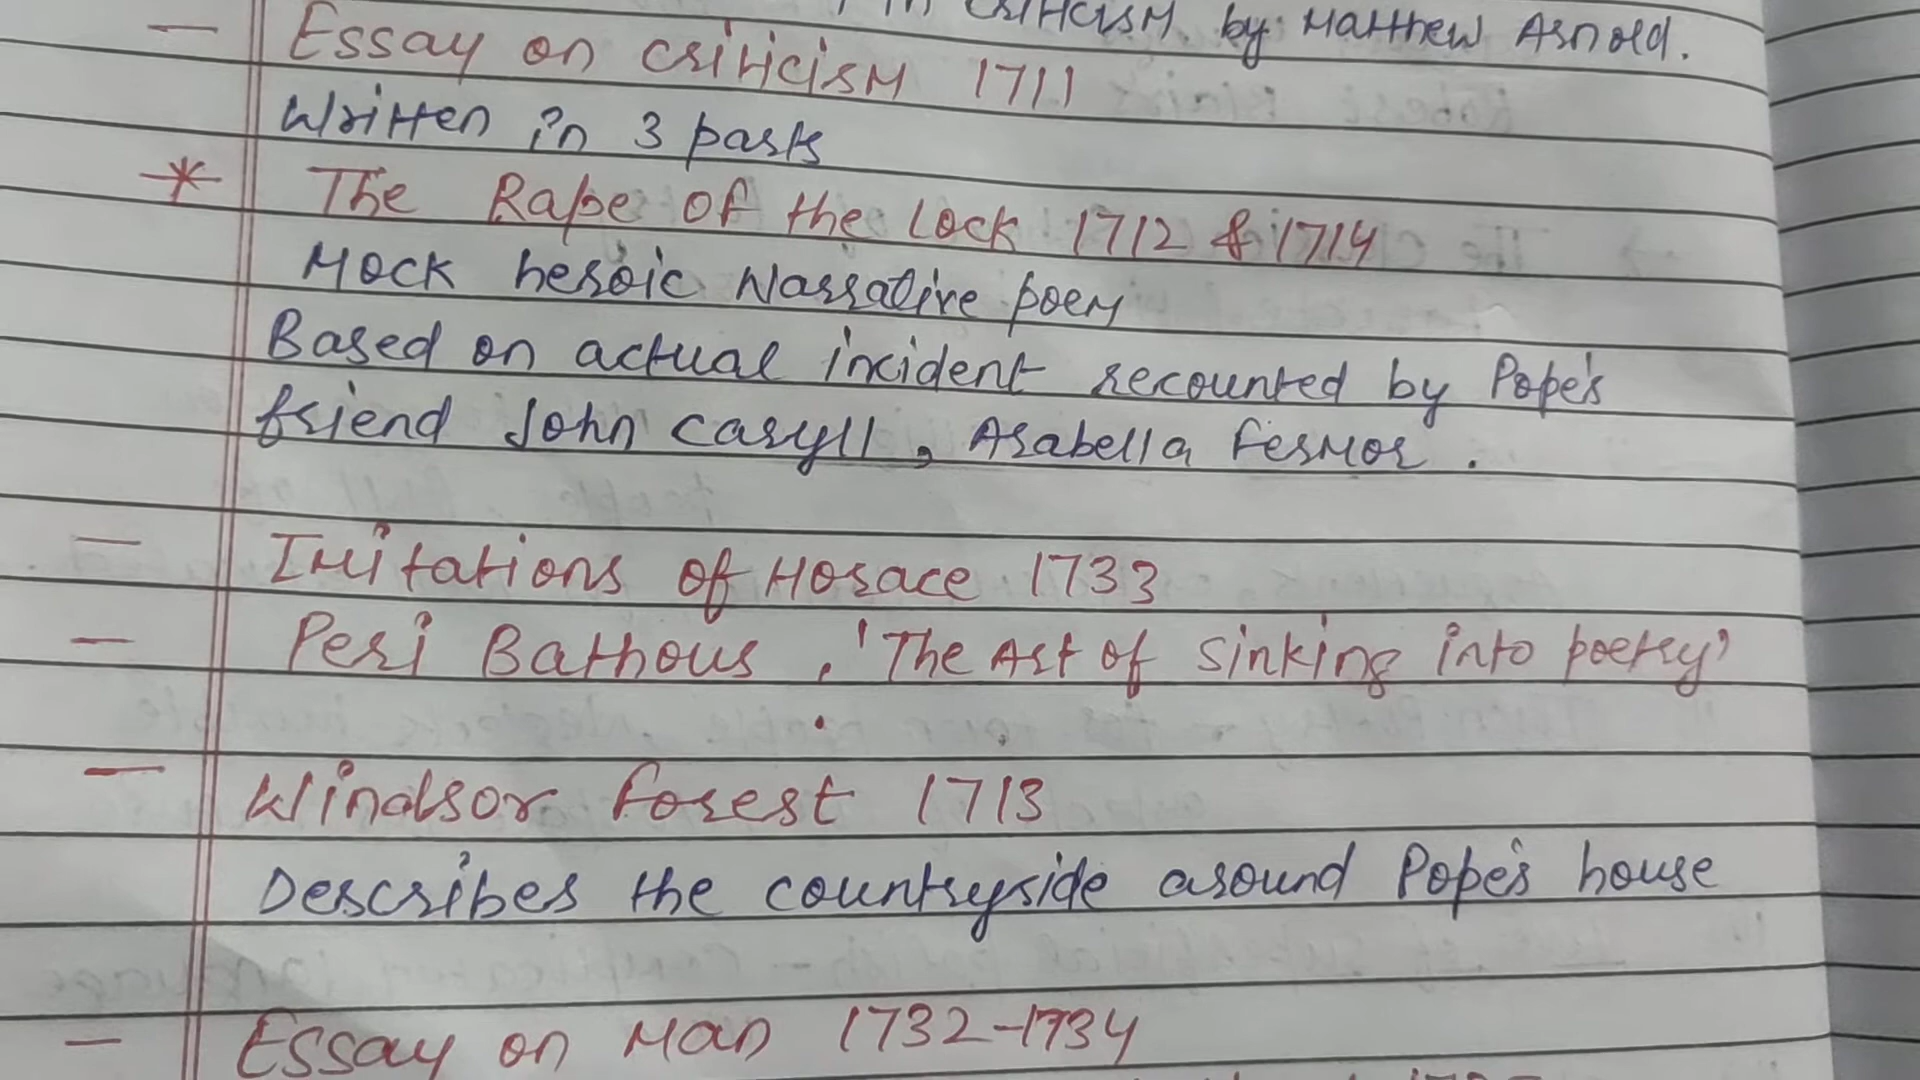 in criticism by Matthew Arnold.
- Essay on criticism 1711
Written in 3 parts
* The Rape of the Lock 1712 & 1714
Mock heroic Narrative poem
Based on actual incident recounted by Pope's
friend John Caryll, Arabella Fermor.
- Imitations of Horace 1733
- Peri Bathous, 'The Art of Sinking into poetry'
- Windsor Forest 1713
Describes the countryside around Pope's house
- Essay on Man 1732-1734